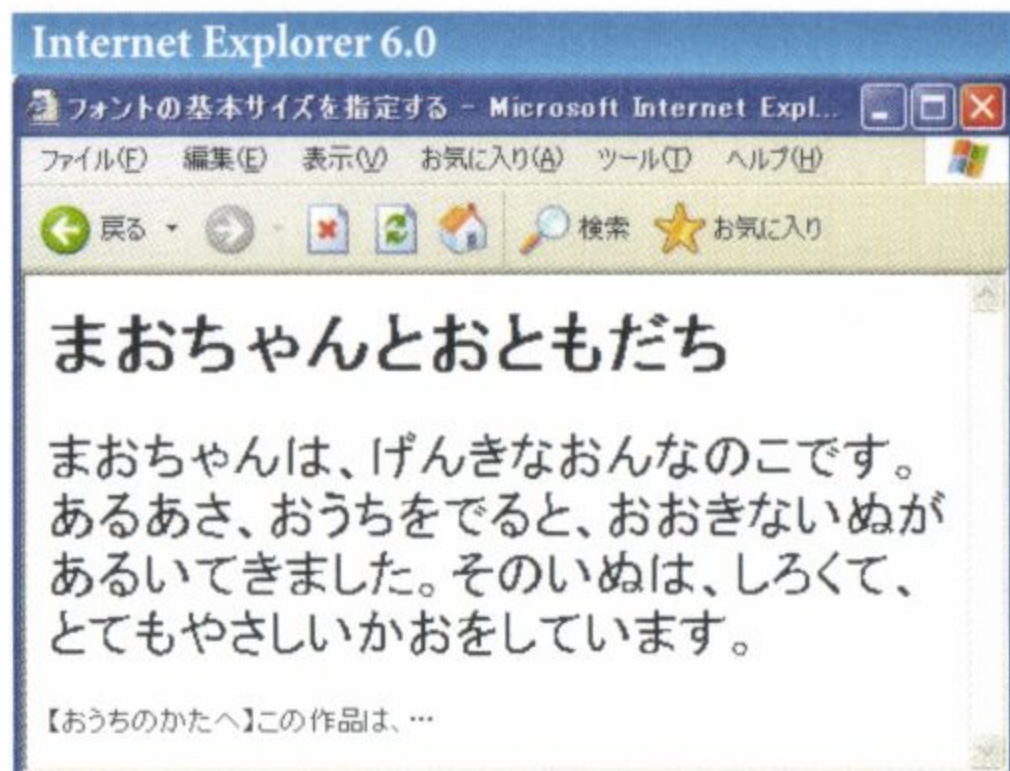 Internet Explorer 6.0
フォントの基本サイズを指定する - Microsoft Internet Expl...
ファイル(F) 編集(E) 表示(V) お気に入り(A) ツール(T) ヘルプ(H)
戻る 検索 お気に入り
まおちゃんとおともだち
まおちゃんは、げんきなおんなのこです。
あるあさ、おうちをでると、おおきないぬが
あるいてきました。そのいぬは、しろくて、
とてもやさしいかおをしています。
【おうちのかたへ】この作品は、…